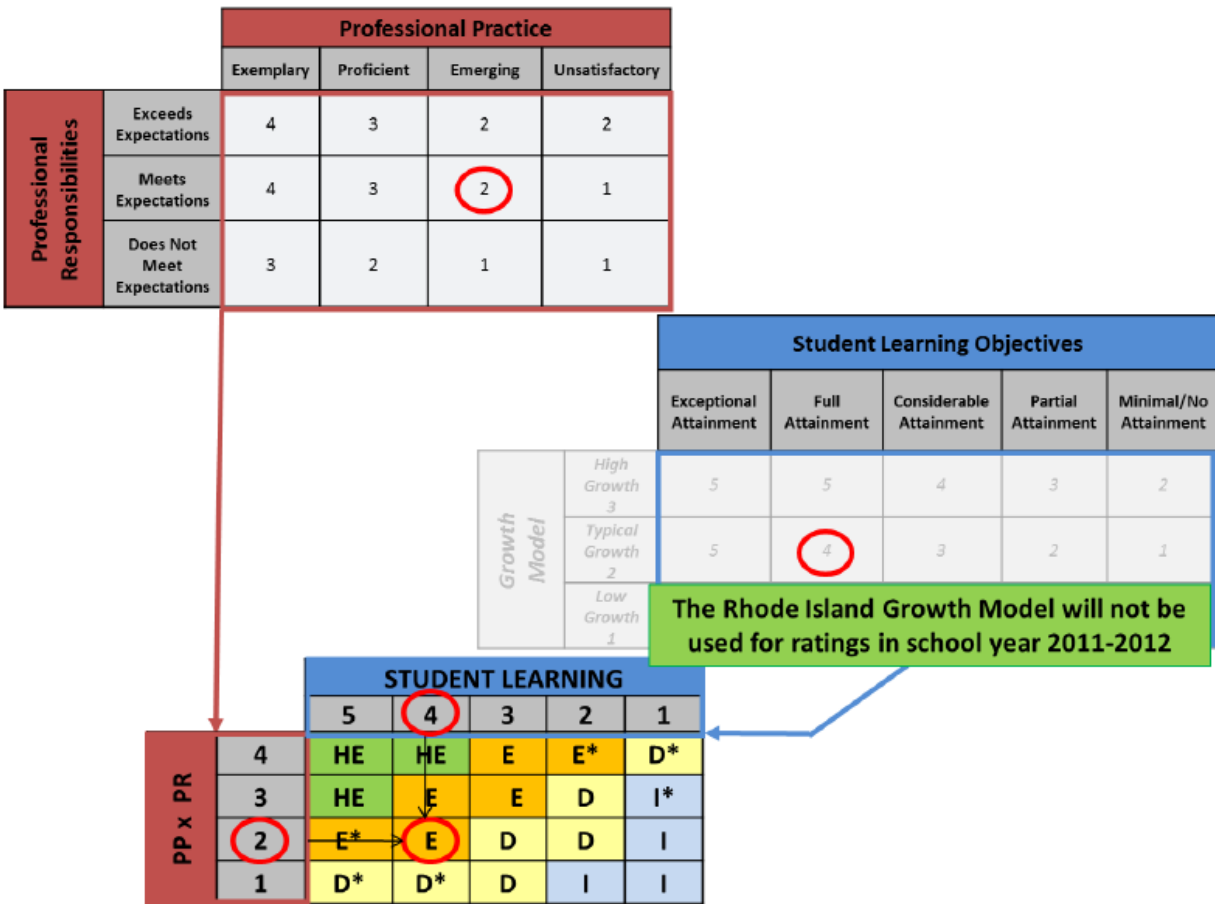 Professional Practice
Exemplary Proficient Emerging Unsatisfactory
Professional
Responsibilities
Exceeds
Expectations
4 3 2 2
Meets
Expectations
4 3 2 1
Does Not
Meet
Expectations
3 2 1 1
Student Learning Objectives
Exceptional
Attainment
Full
Attainment
Considerable
Attainment
Partial
Attainment
Minimal/No
Attainment
Growth
Model
High
Growth
3
5 5 4 3 2
Typical
Growth
2
5 4 3 2 1
Low
Growth
1
The Rhode Island Growth Model will not be
used for ratings in school year 2011-2012
STUDENT LEARNING
5 4 3 2 1
PP x PR
4 HE HE E E* D*
3 HE E E D I*
2 E* E D D I
1 D* D* D I I